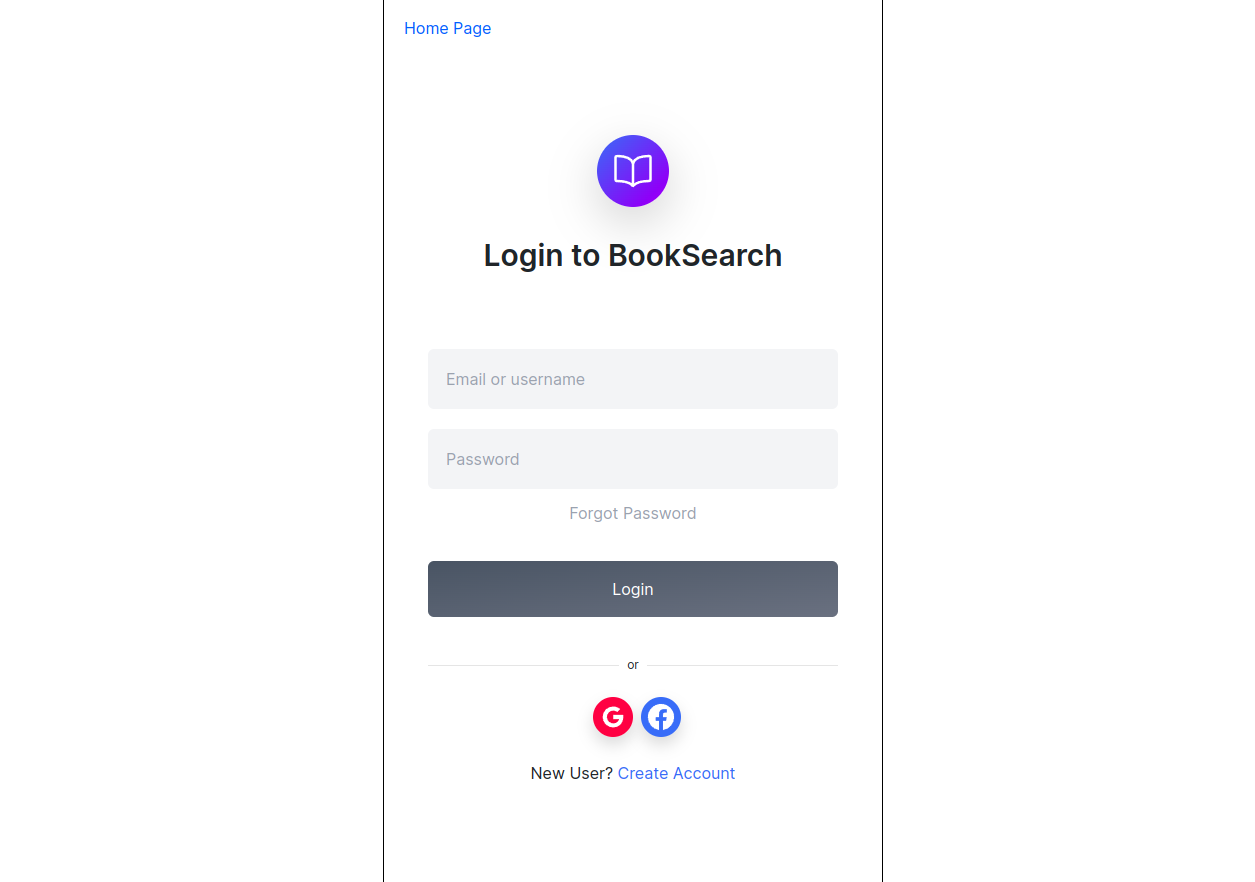 Home Page
Login to BookSearch
Email or username
Password
Forgot Password
Login
or
New User? Create Account